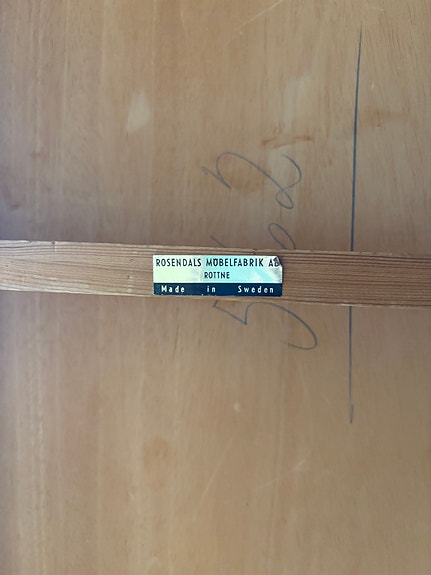 ROSENDALS MÖBELFABRIK AB
ROTTNE
Made in Sweden